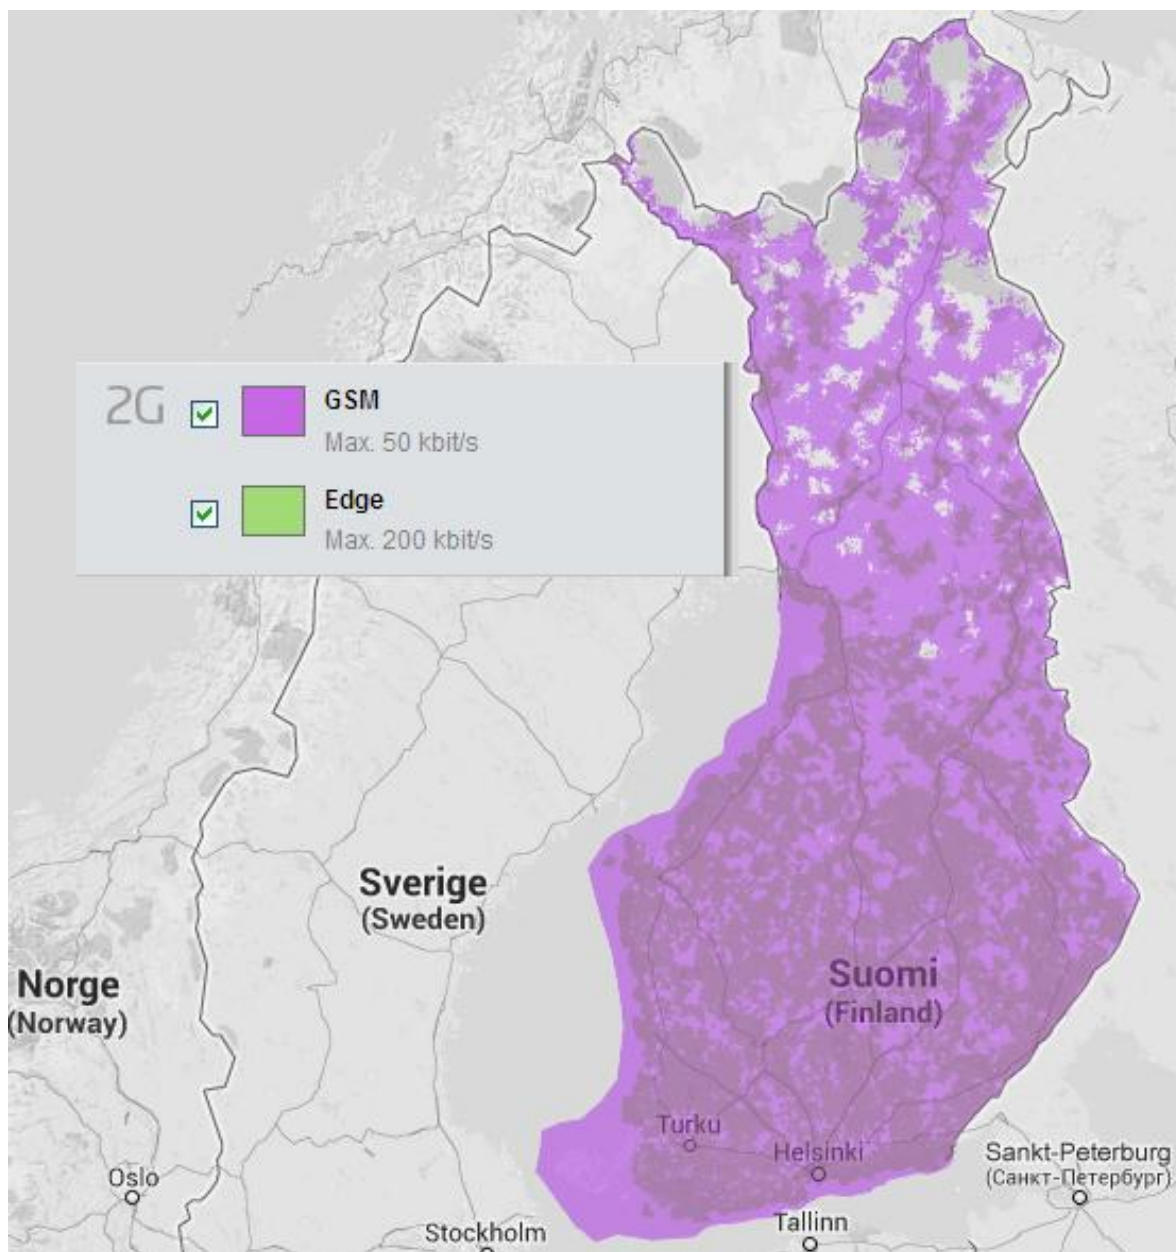 2G
GSM
Max. 50 kbit/s
Edge
Max. 200 kbit/s
Sverige
(Sweden)
Norge
(Norway)
Suomi
(Finland)
Turku
Helsinki
Oslo
Stockholm
Tallinn
Sankt-Peterburg
(Санкт-Петербург)